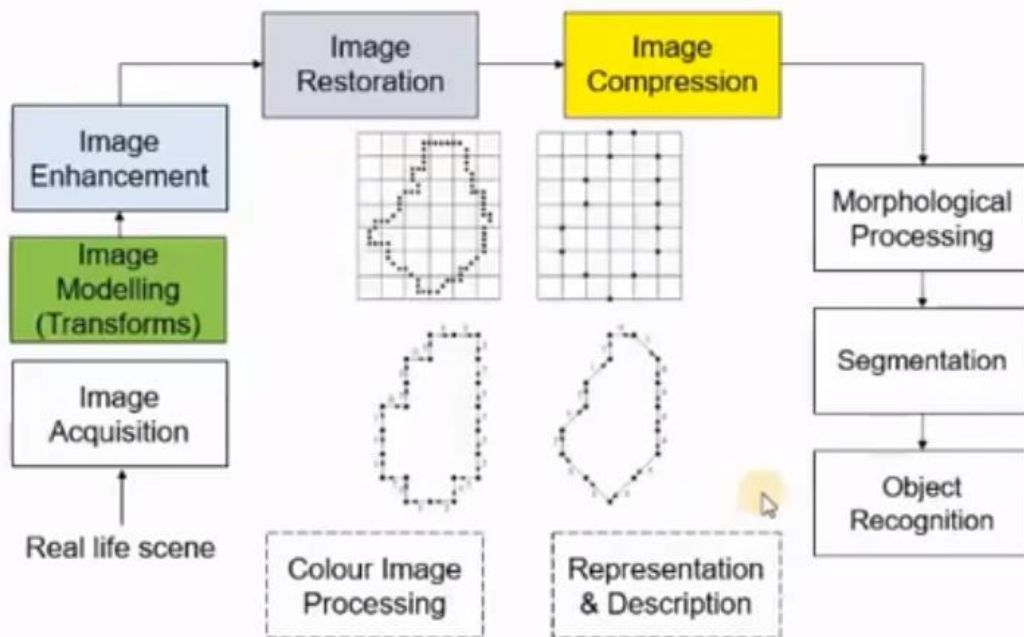 Image
Restoration
Image
Compression
Image
Enhancement
Image
Modelling
(Transforms)
Image
Acquisition
Real life scene
Morphological
Processing
Segmentation
Object
Recognition
Colour Image
Processing
Representation
& Description